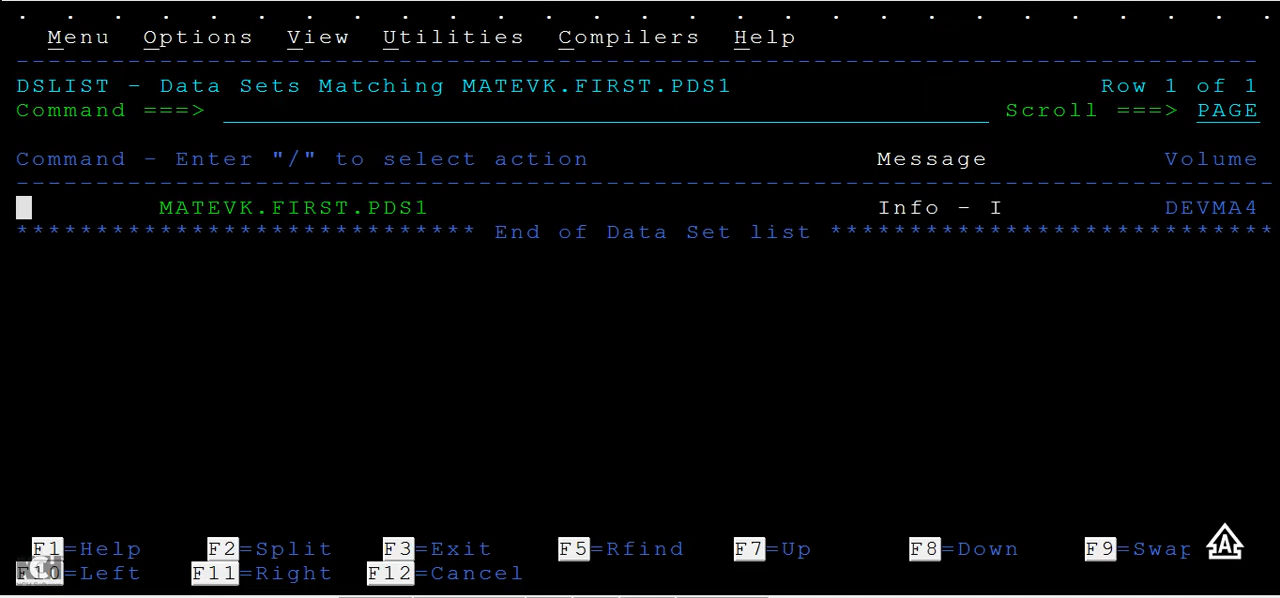 Menu Options View Utilities Compilers Help
DSLIST - Data Sets Matching MATEVK.FIRST.PDS1 Row 1 of 1
Command ===> Scroll ===> PAGE
Command - Enter "/" to select action Message Volume
MATEVK.FIRST.PDS1 Info - I DEVMA4
***************************** End of Data Set list ****************************
F1=Help F2=Split F3=Exit F5=Rfind F7=Up F8=Down F9=Swap
F10=Left F11=Right F12=Cancel